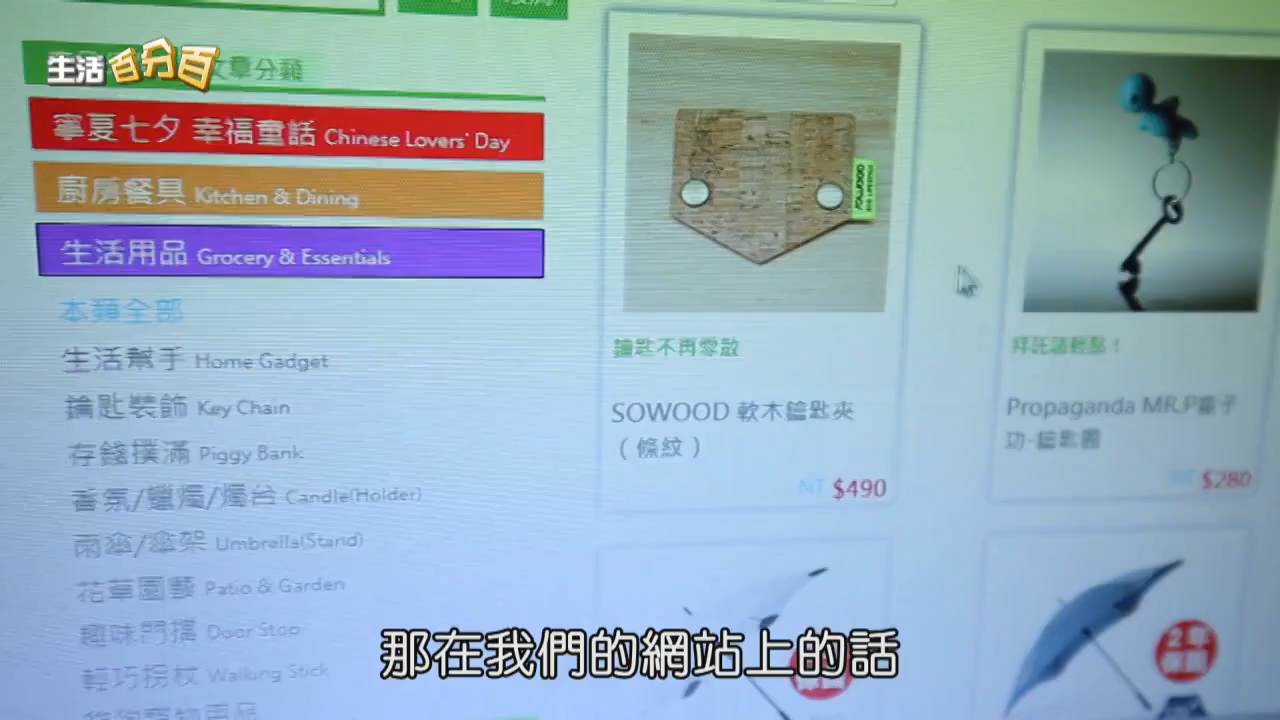 生活百分百
文章分類
寧夏七夕 幸福童話 Chinese Lovers' Day
廚房餐具 Kitchen & Dining
生活用品 Grocery & Essentials
本類全部
生活幫手 Home Gadget
鑰匙裝飾 Key Chain
存錢撲滿 Piggy Bank
香氛/蠟燭/燭台 Candle(Holder)
雨傘/傘架 Umbrella(Stand)
花草園藝 Patio & Garden
趣味門擋 Door Stop
輕巧拐杖 Walking Stick
SOWOOD
鑰匙不再零散
SOWOOD 軟木鑰匙夾
（條紋）
NT $490
拜託請輕點！
Propaganda MR.P
功-鑰匙圈
NT $280
那在我們的網站上的話